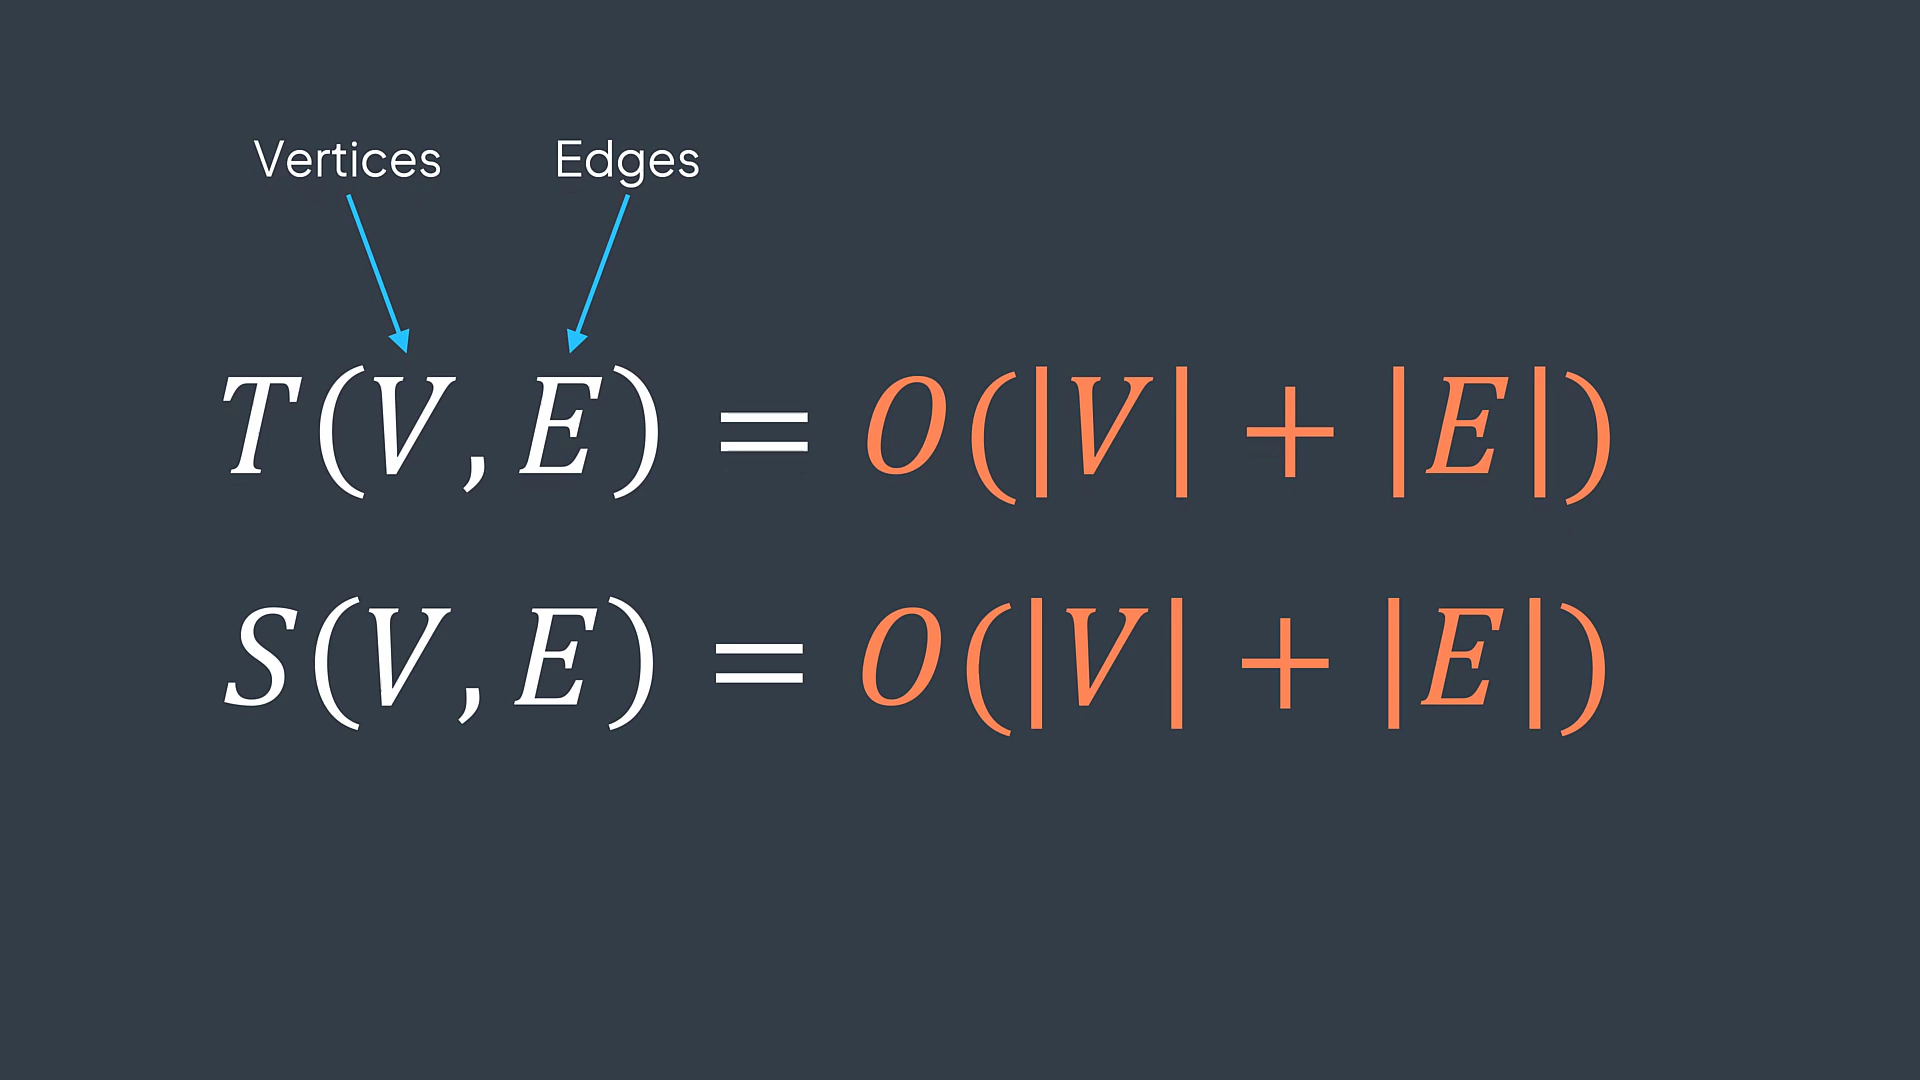 Vertices Edges
T(V, E) = O(|V| + |E|)
S(V, E) = O(|V| + |E|)